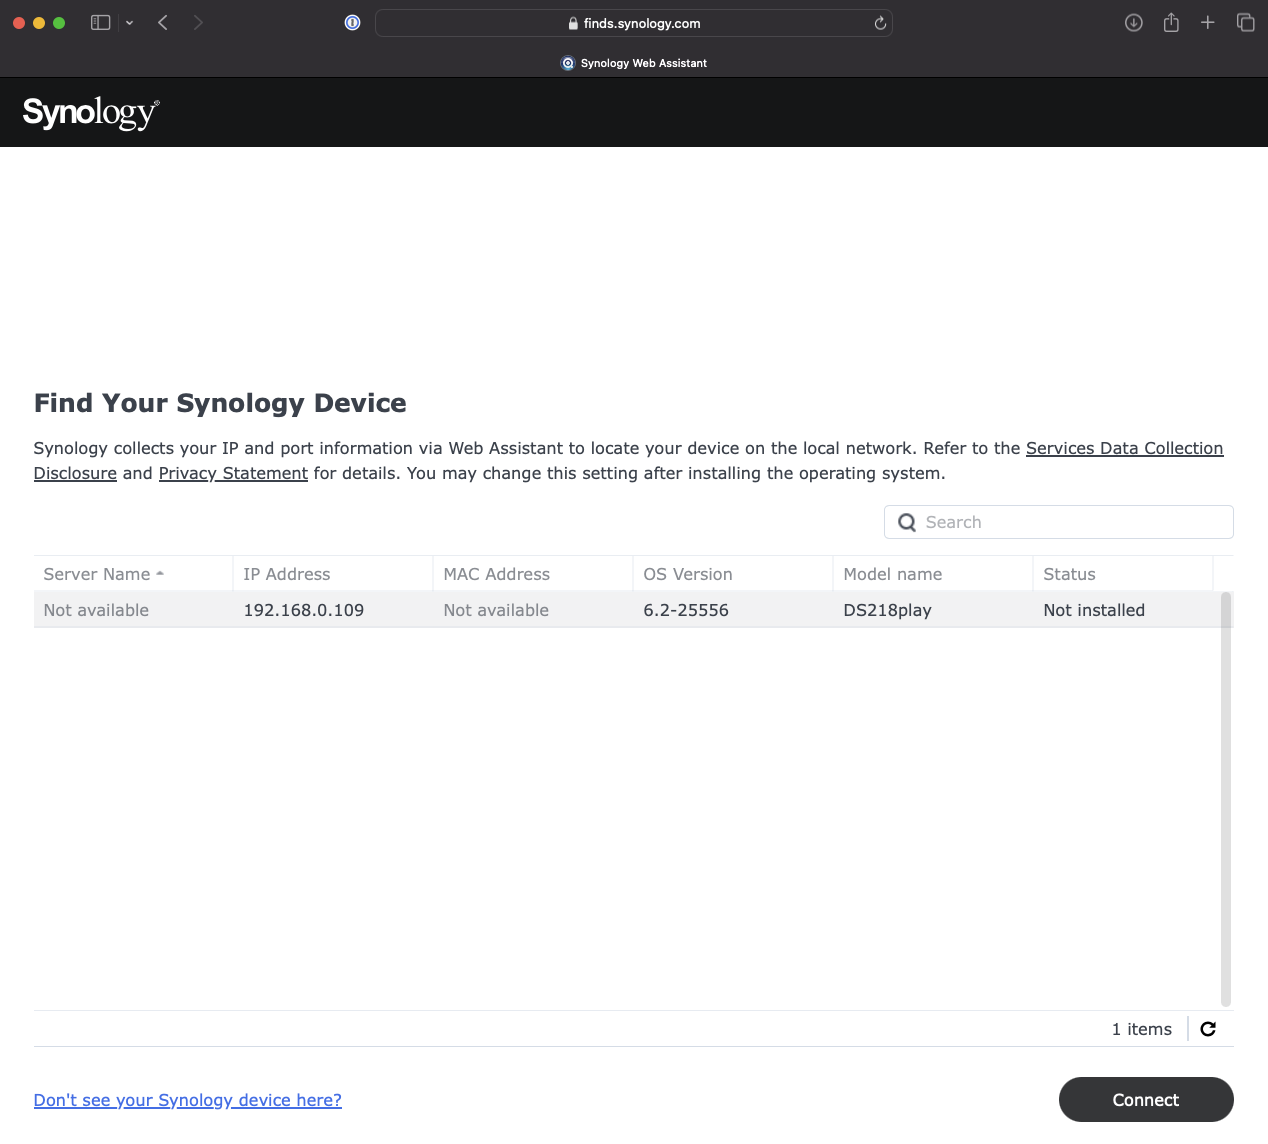 finds.synology.com
Synology Web Assistant
Synology®
Find Your Synology Device
Synology collects your IP and port information via Web Assistant to locate your device on the local network. Refer to the Services Data Collection
Disclosure and Privacy Statement for details. You may change this setting after installing the operating system.
Search
Server Name IP Address MAC Address OS Version Model name Status
Not available 192.168.0.109 Not available 6.2-25556 DS218play Not installed
1 items
Don't see your Synology device here? Connect